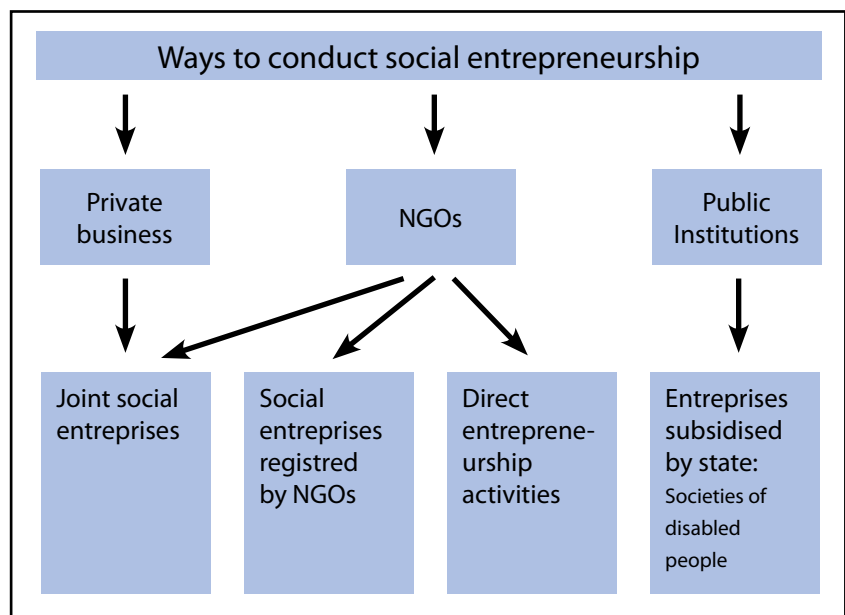 Ways to conduct social entrepreneurship
Private
business
NGOs
Public
Institutions
Joint social
entreprises
Social
entreprises
registred
by NGOs
Direct
entreprene-
urship
activities
Entreprises
subsidised
by state:
Societies of
disabled
people